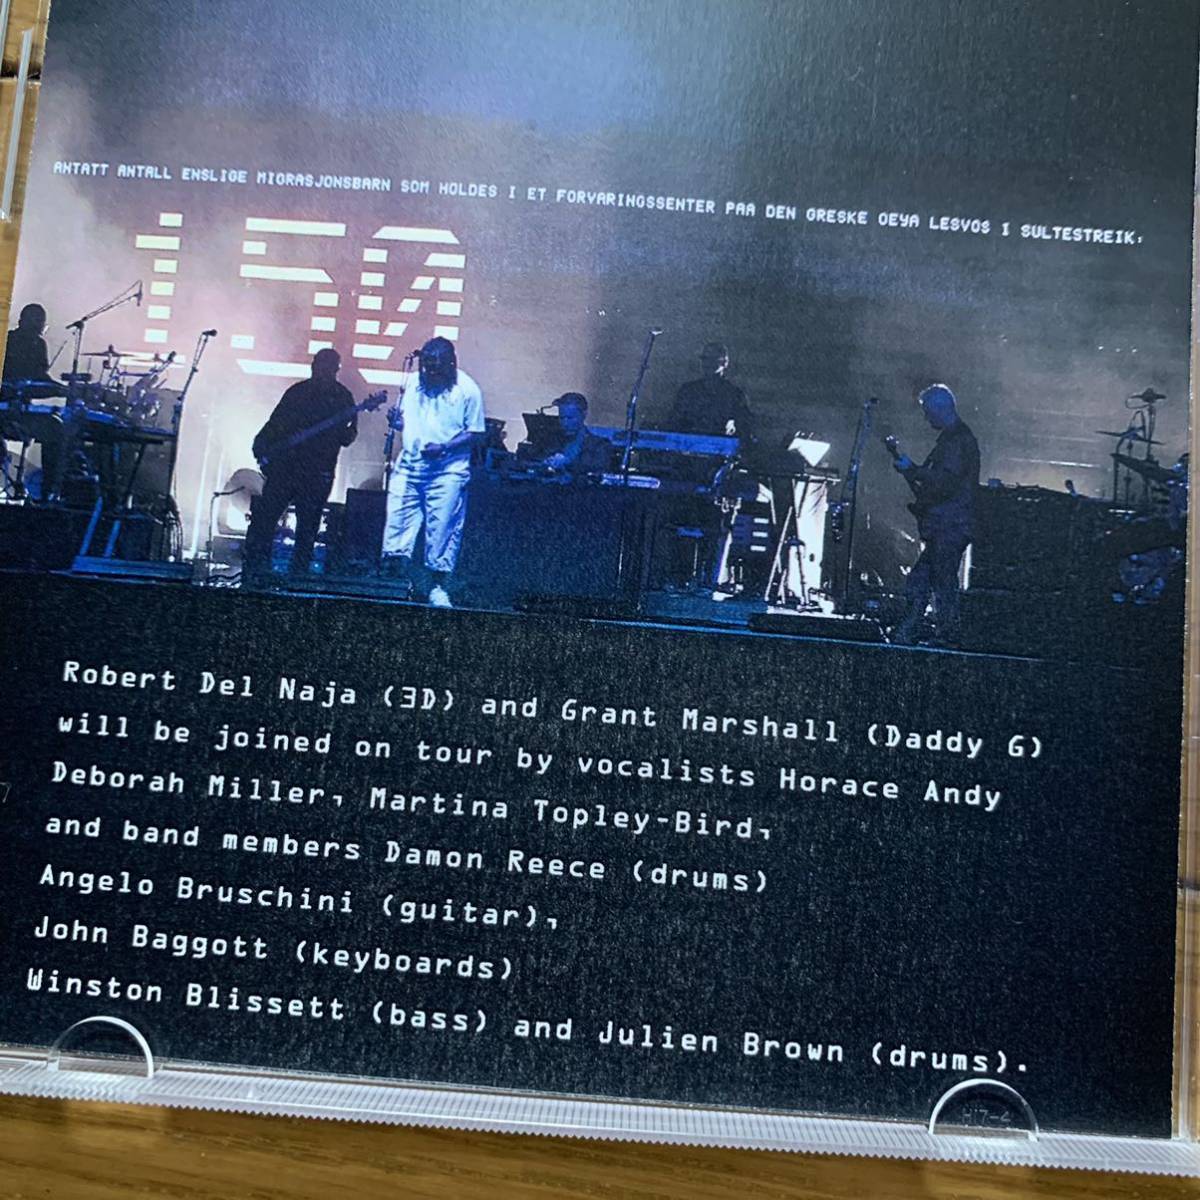 ANTATT ANTALL ENSLIGE MIGRASJONSBARN SOM HOLDES I ET FORVARINGSSENTER PAA DEN GRESKE OEYA LESVOS I SULTESTREIK,
150
Robert Del Naja (3D) and Grant Marshall (Daddy G)
will be joined on tour by vocalists Horace Andy
Deborah Miller, Martina Topley-Bird,
and band members Damon Reece (drums)
Angelo Bruschini (guitar),
John Baggott (keyboards)
Winston Blissett (bass) and Julien Brown (drums).